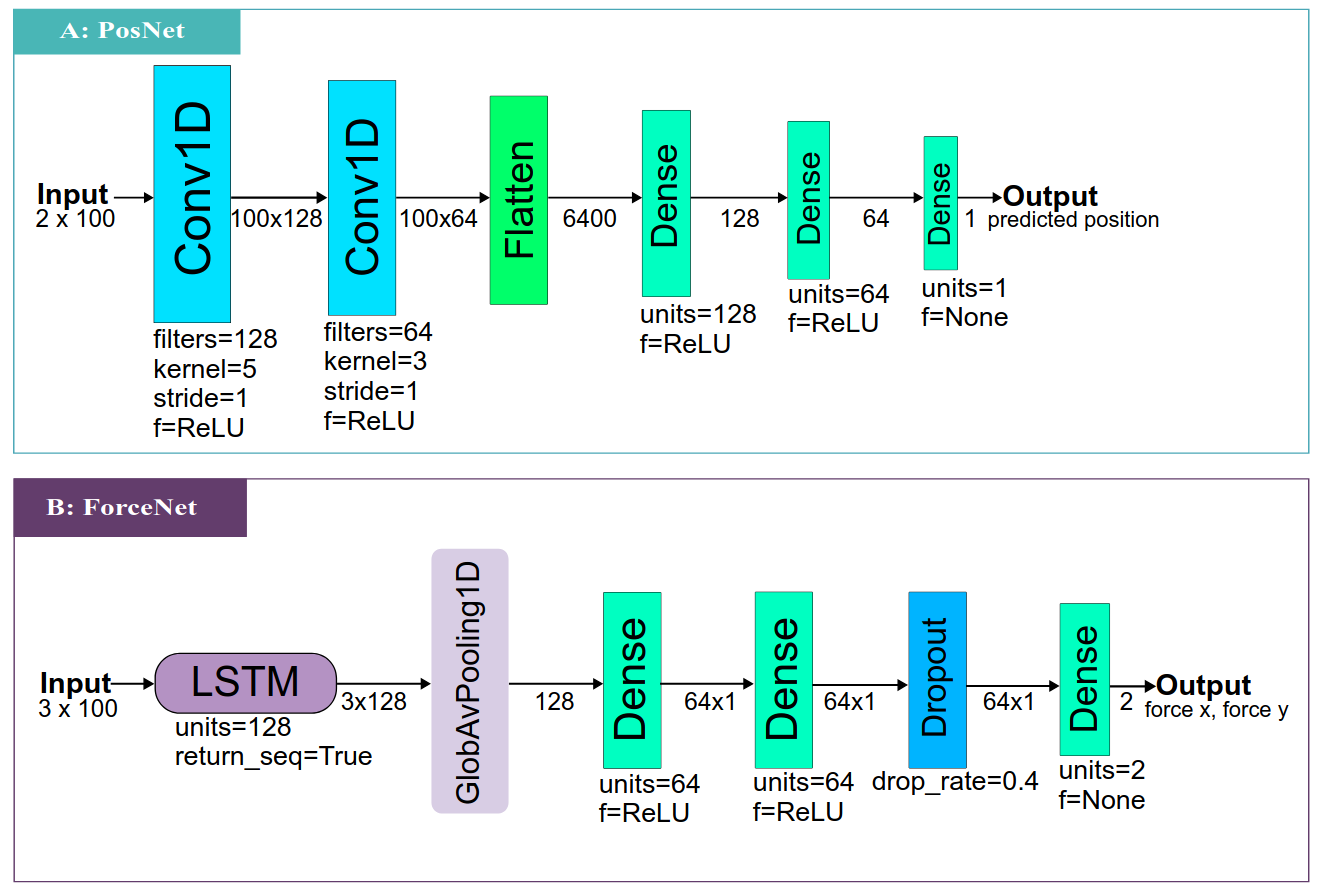 A: PosNet
Input
2 x 100
Conv1D
filters=128
kernel=5
stride=1
f=ReLU
100x128
Conv1D
filters=64
kernel=3
stride=1
f=ReLU
100x64
Flatten
6400
Dense
units=128
f=ReLU
128
Dense
units=64
f=ReLU
64
Dense
units=1
f=None
1
Output
predicted position
B: ForceNet
Input
3 x 100
LSTM
units=128
return_seq=True
3x128
GlobAvPooling1D
128
Dense
units=64
f=ReLU
64x1
Dense
units=64
f=ReLU
64x1
Dropout
drop_rate=0.4
64x1
Dense
units=2
f=None
2
Output
force x, force y